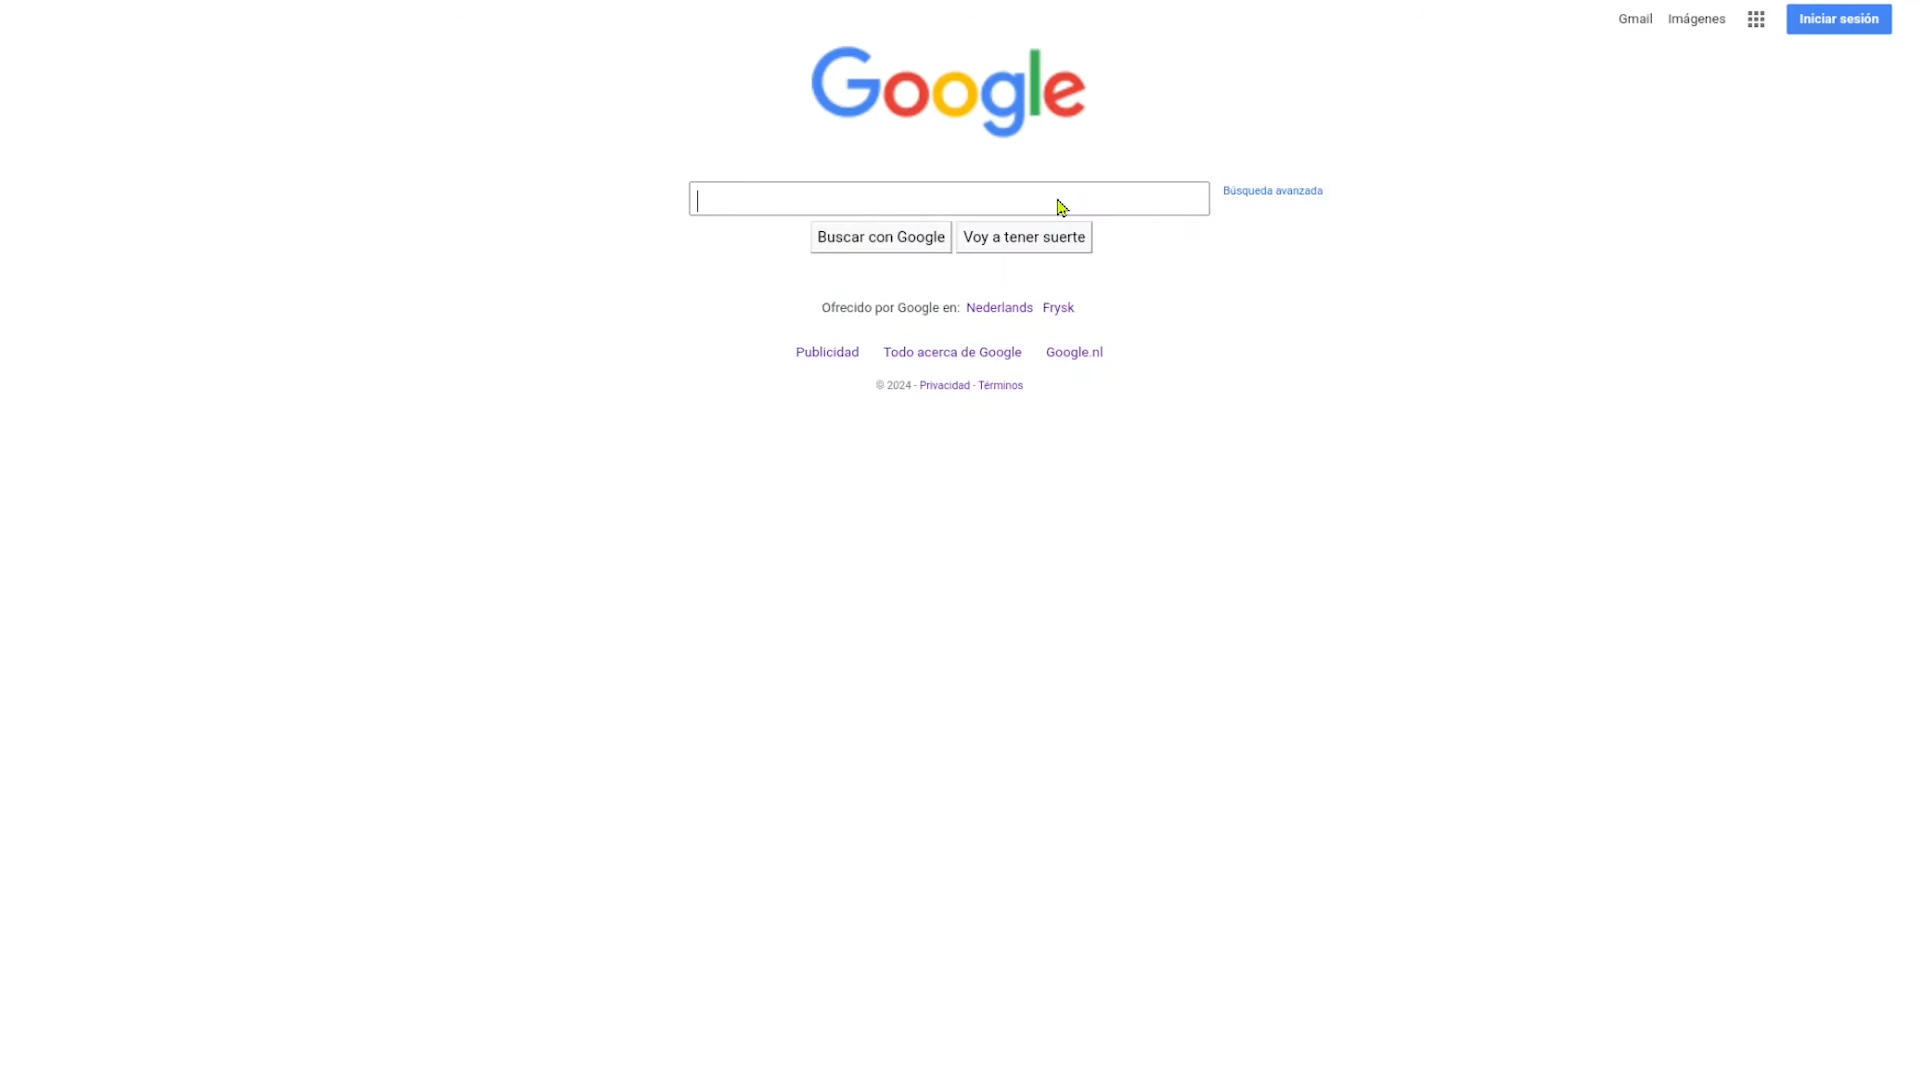 Gmail Imágenes Iniciar sesión
Google
Búsqueda avanzada
Buscar con Google Voy a tener suerte
Ofrecido por Google en: Nederlands Frysk
Publicidad Todo acerca de Google Google.nl
© 2024 - Privacidad - Términos